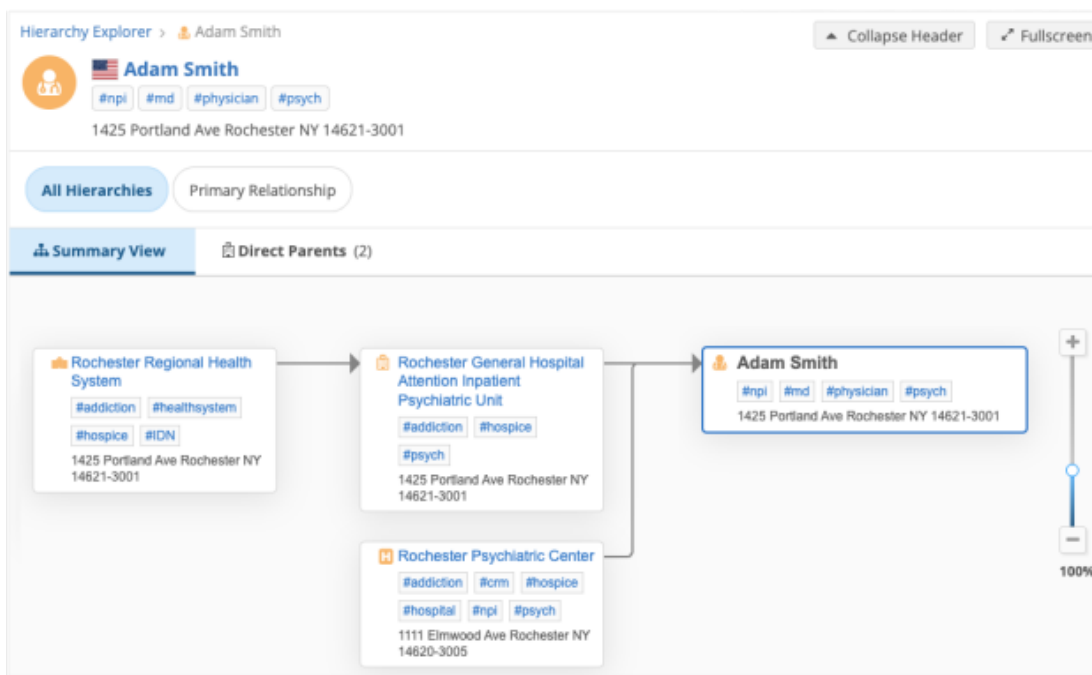 Hierarchy Explorer › Adam Smith
Collapse Header
Fullscreen
Adam Smith
#npi #md #physician #psych
1425 Portland Ave Rochester NY 14621-3001
All Hierarchies
Primary Relationship
Summary View
Direct Parents (2)
Rochester Regional Health
System
#addiction #healthsystem
#hospice #IDN
1425 Portland Ave Rochester NY
14621-3001
Rochester General Hospital
Attention Inpatient
Psychiatric Unit
#addiction #hospice
#psych
1425 Portland Ave Rochester NY
14621-3001
H Rochester Psychiatric Center
#addiction #crm #hospice
#hospital #npi #psych
1111 Elmwood Ave Rochester NY
14620-3005
Adam Smith
#npi #md #physician #psych
1425 Portland Ave Rochester NY 14621-3001
+
−
100%